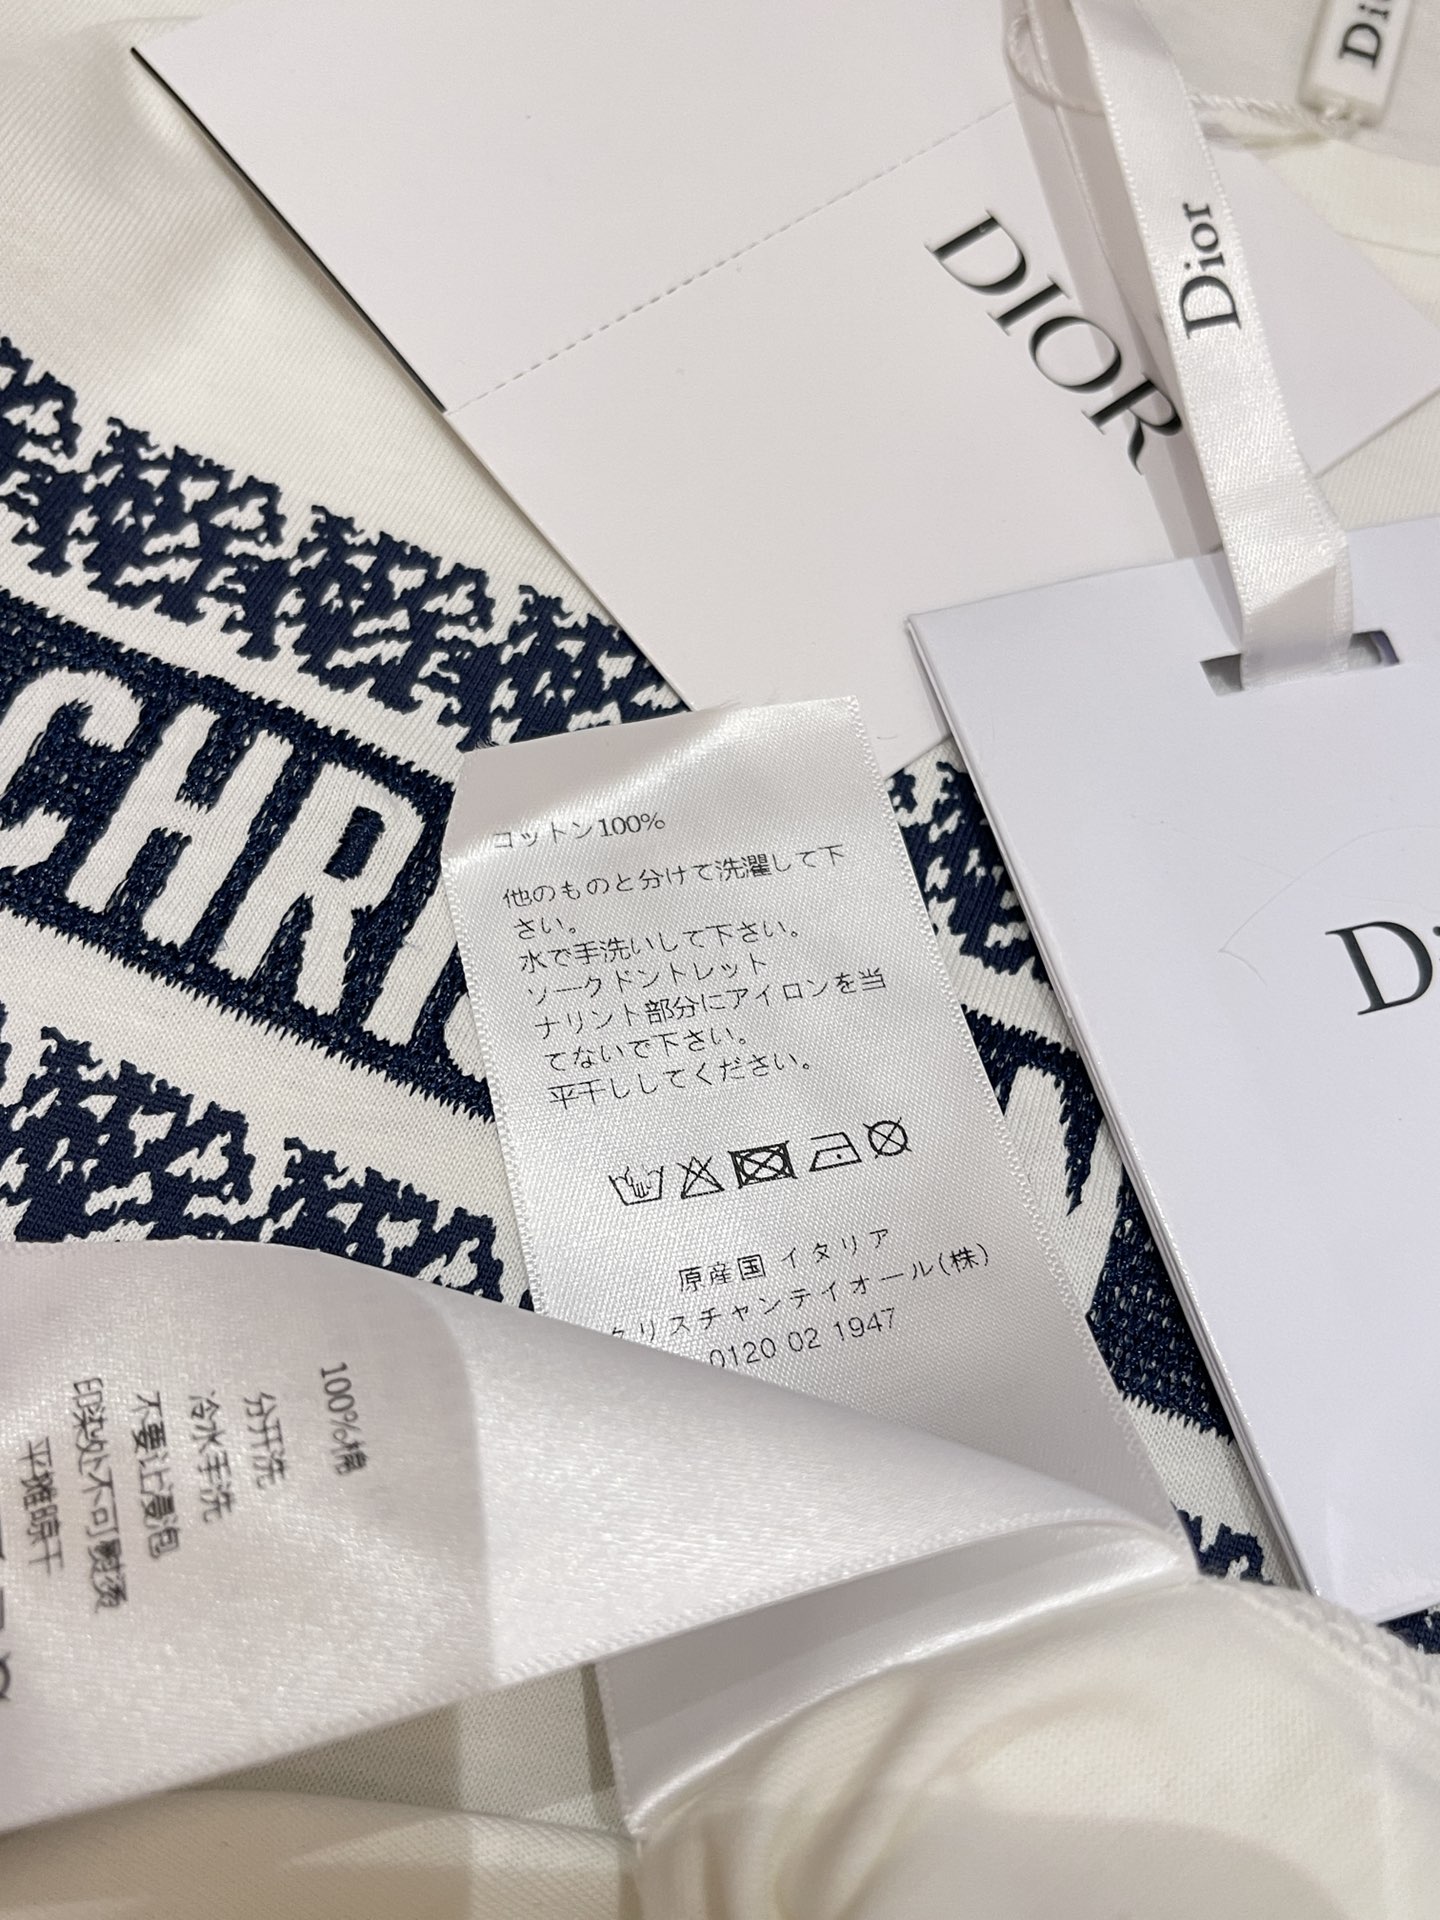 Dio
Dior
DIOR
CHRI
コットン100%
他のものと分けて洗濯して下
さい。
水で手洗いして下さい。
ソークドントレット
ナリント部分にアイロンを当
てないで下さい。
平干ししてください。
原産国 イタリア
クリスチャンディオール(株)
0120 02 1947
Di
100%棉
分开洗
冷水手洗
不要让浸泡
印染处不可熨烫
平摊晾干